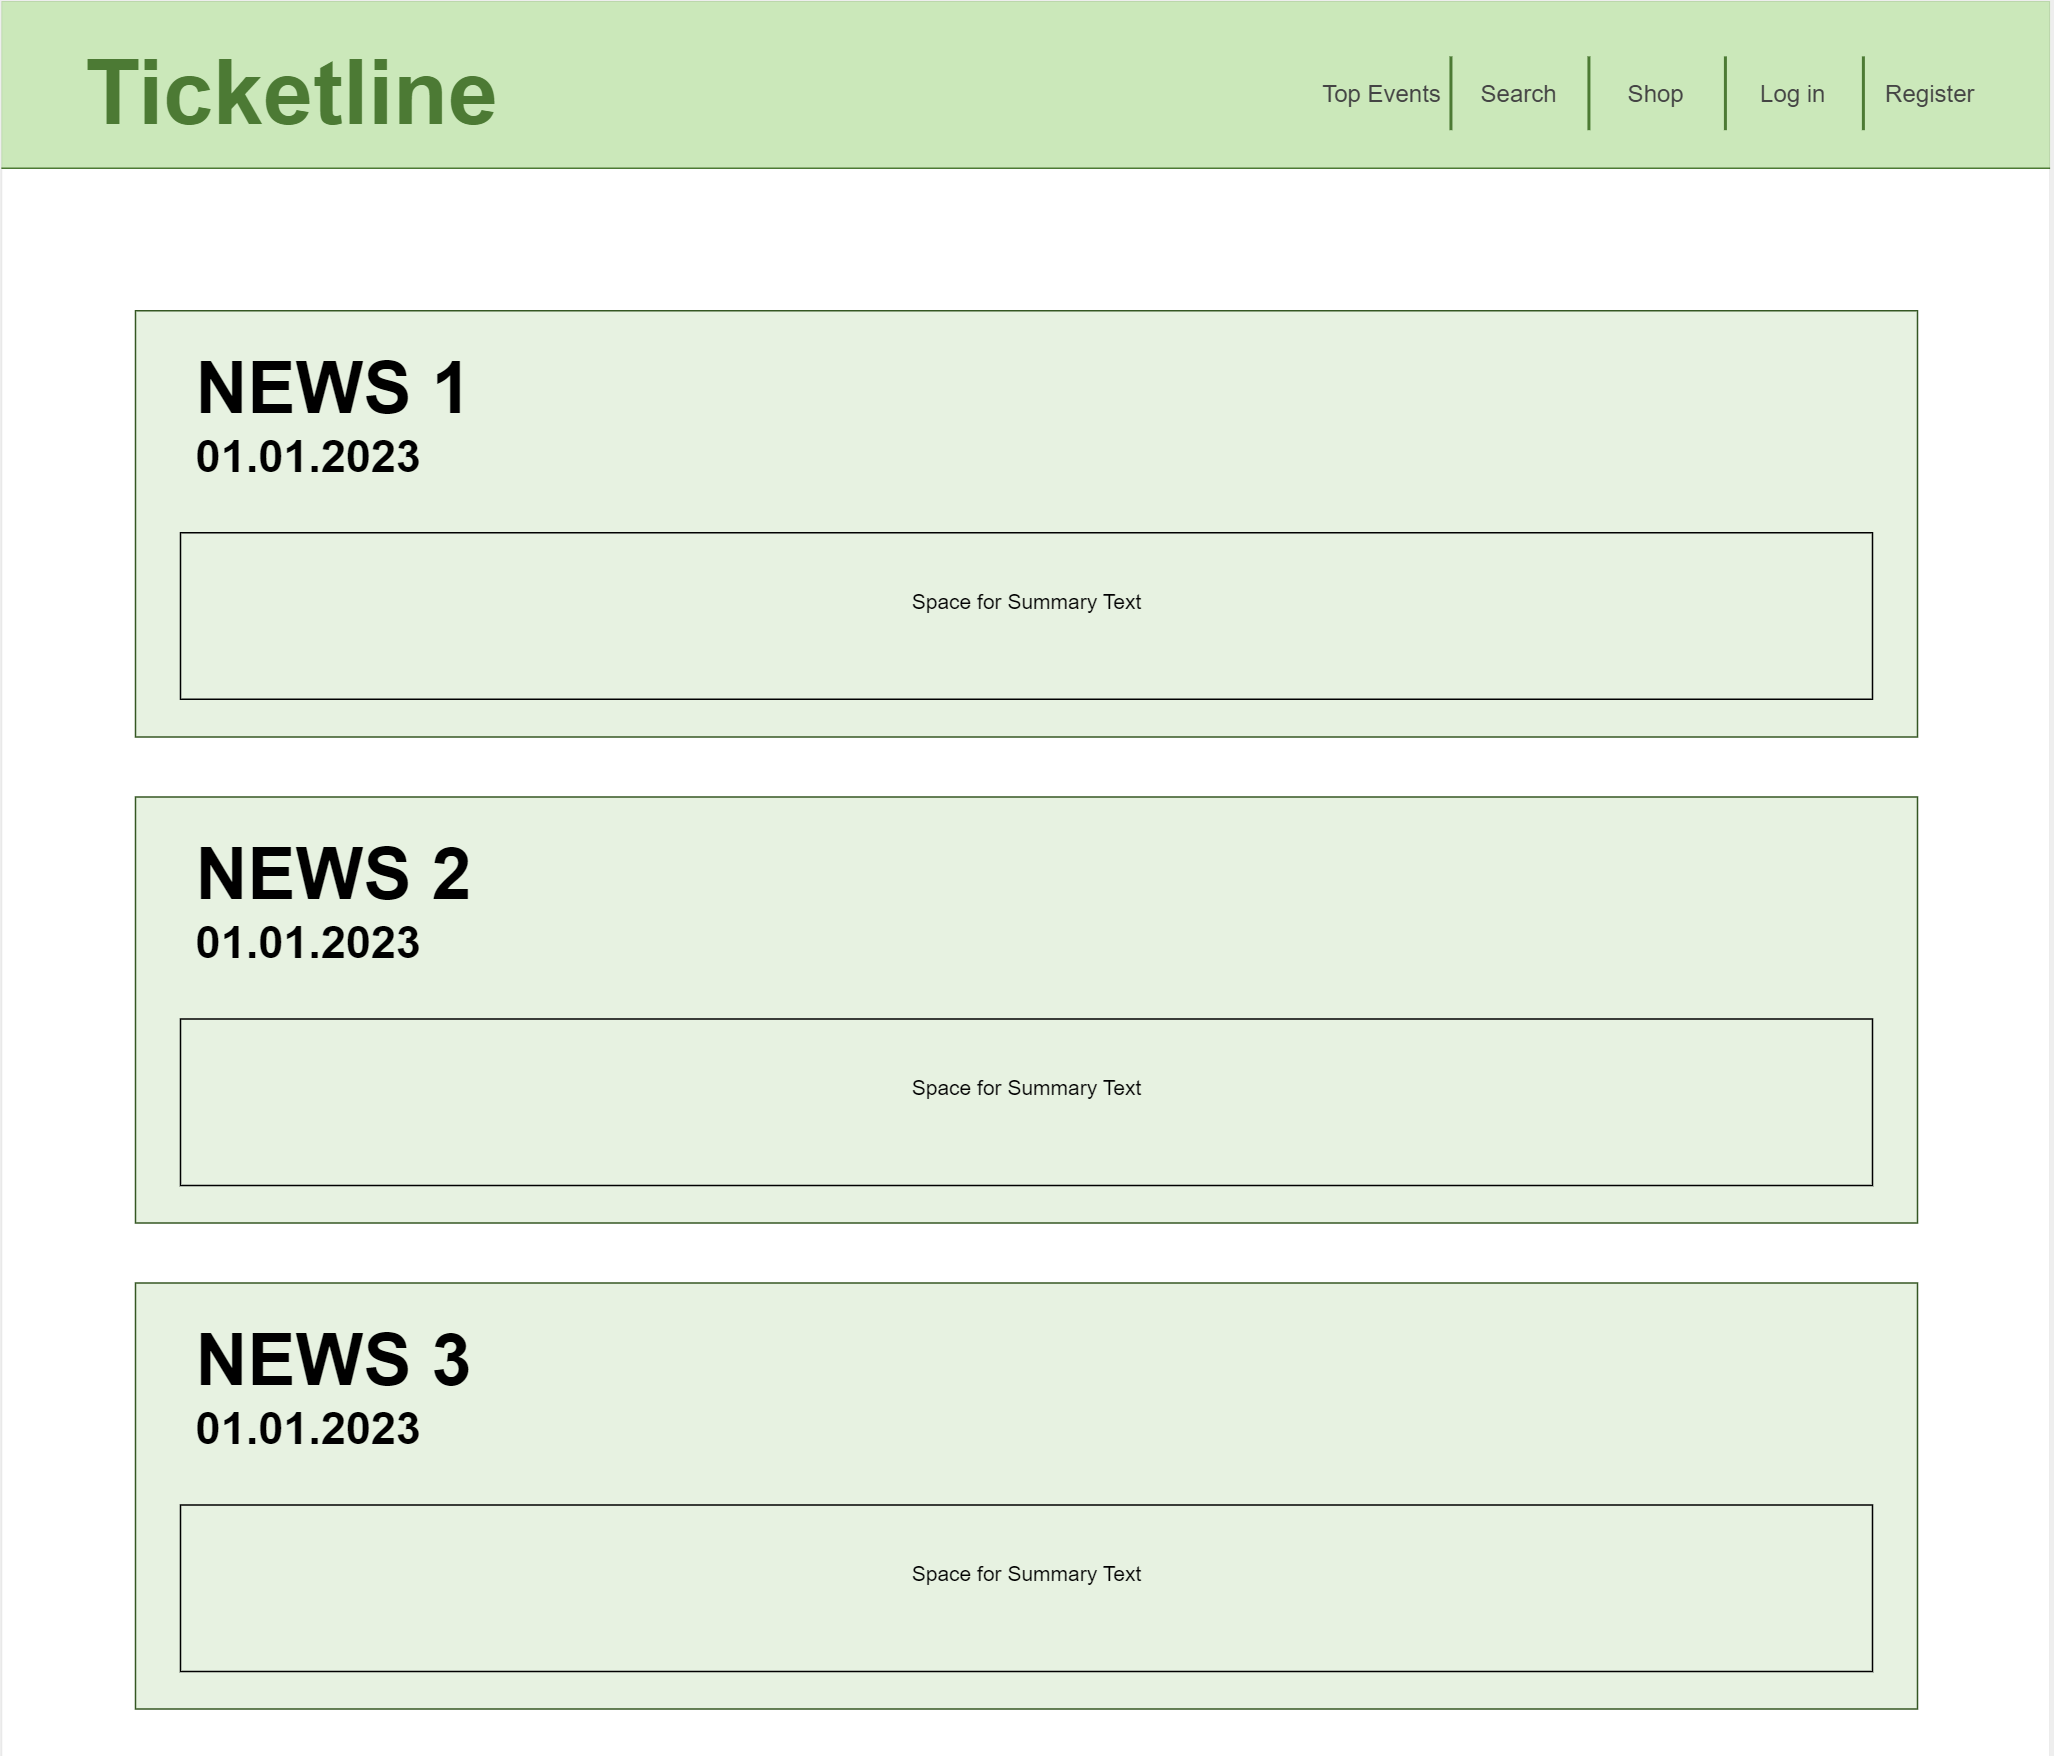 Ticketline
Top Events
Search
Shop
Log in
Register
NEWS 1
01.01.2023
Space for Summary Text
NEWS 2
01.01.2023
Space for Summary Text
NEWS 3
01.01.2023
Space for Summary Text